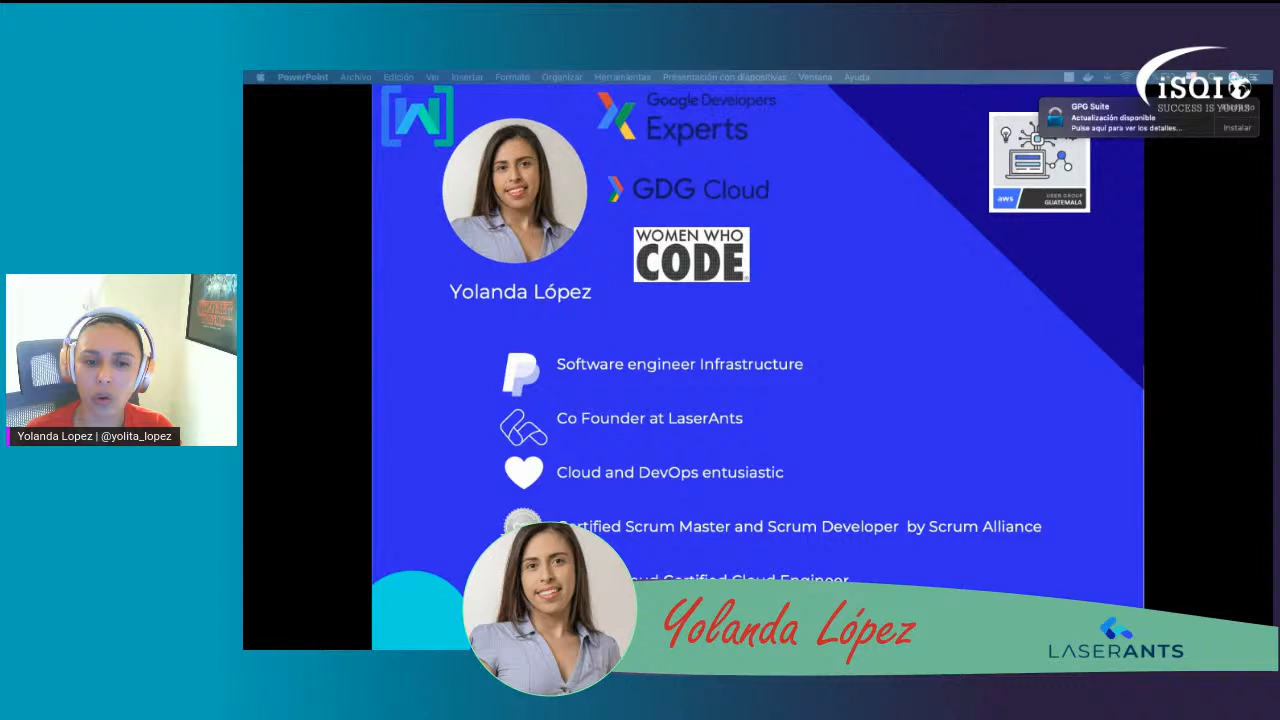 PowerPoint Archivo Edición Ver Insertar Formato Organizar Herramientas Presentación con diapositivas Ventana Ayuda
iSQI
SUCCESS IS YOURS
GPG Suite
Actualización disponible
Pulse aquí para ver los detalles...
Instalar
Google Developers
Experts
GDG Cloud
WOMEN WHO
CODE
aws
USER GROUP
GUATEMALA
Yolanda López
Software engineer Infrastructure
Co Founder at LaserAnts
Cloud and DevOps entusiastic
Certified Scrum Master and Scrum Developer by Scrum Alliance
Certified Cloud Engineer
Yolanda Lopez | @yolita_lopez
Yolanda López
LASERANTS